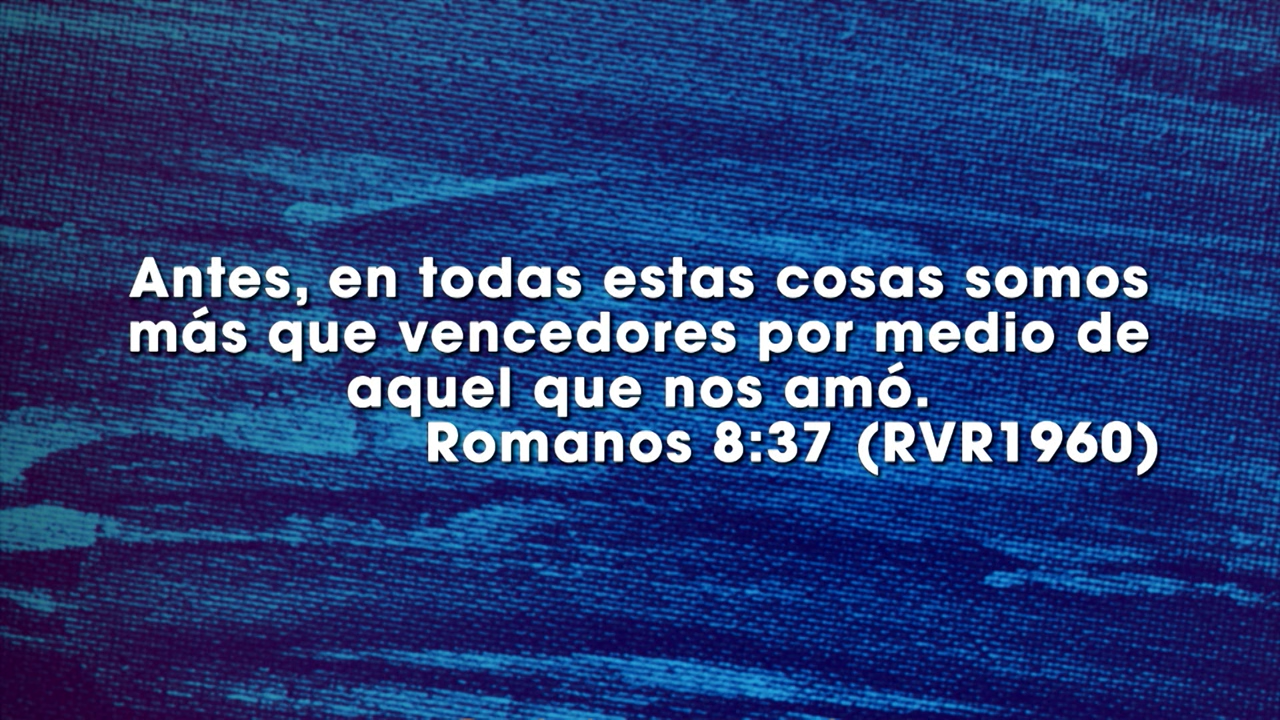 Antes, en todas estas cosas somos
más que vencedores por medio de
aquel que nos amó.
Romanos 8:37 (RVR1960)